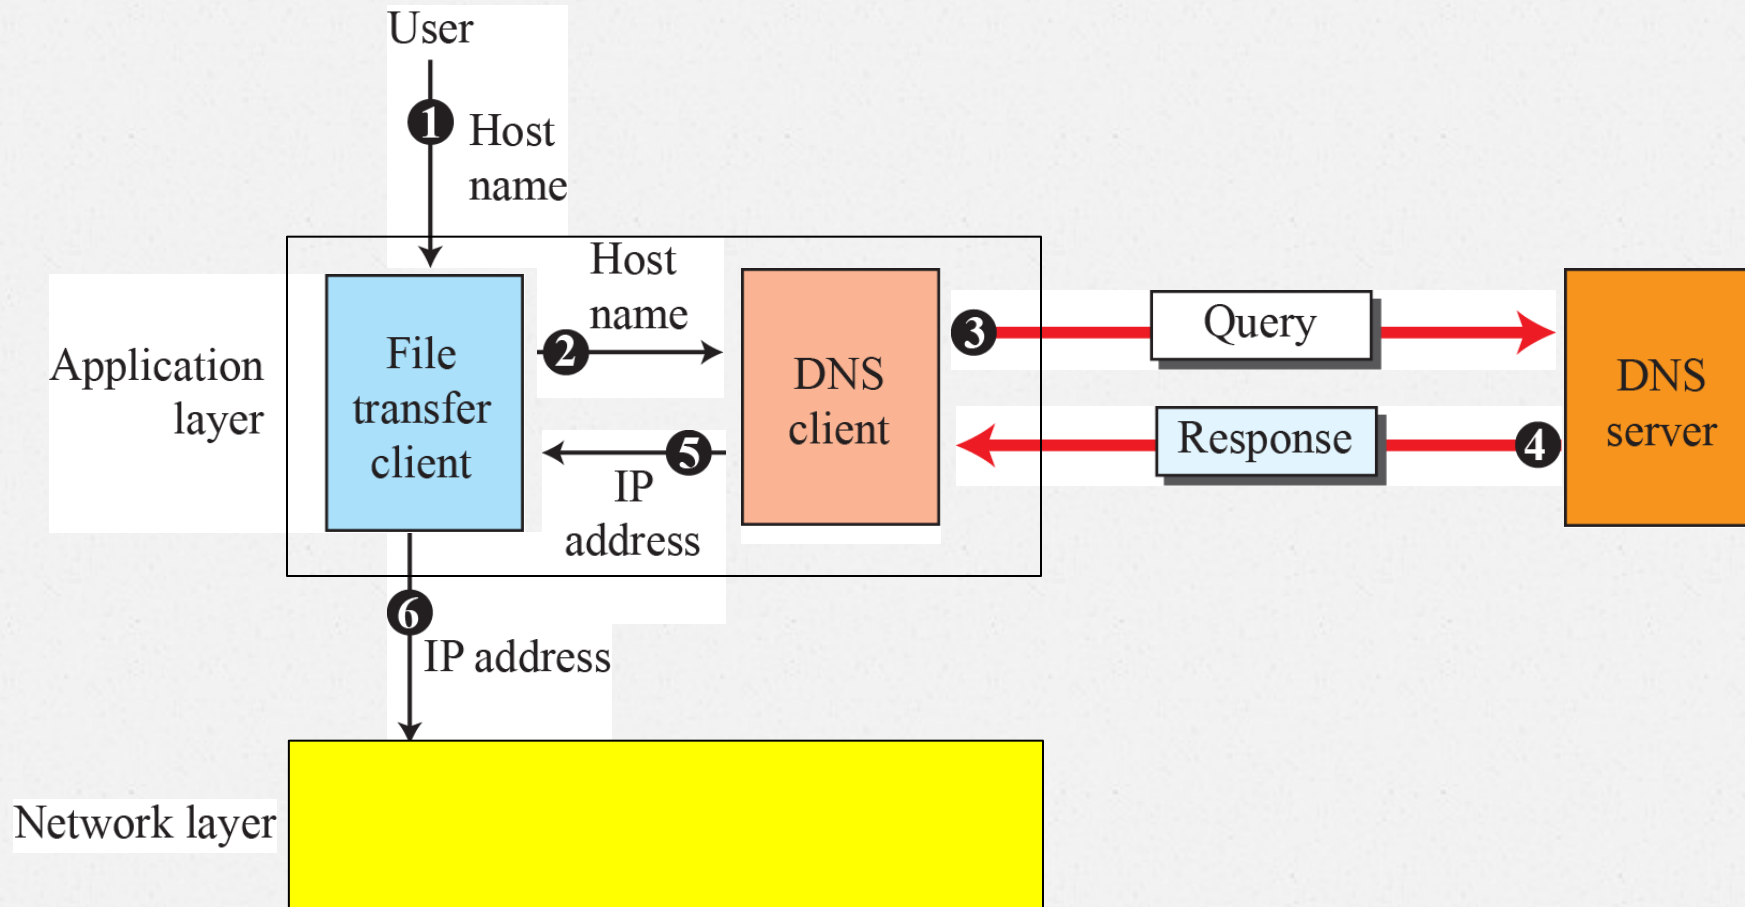 User
1
Host
name
Application
layer
File
transfer
client
2
Host
name
DNS
client
3
Query
DNS
server
Response
4
5
IP
address
6
IP address
Network layer